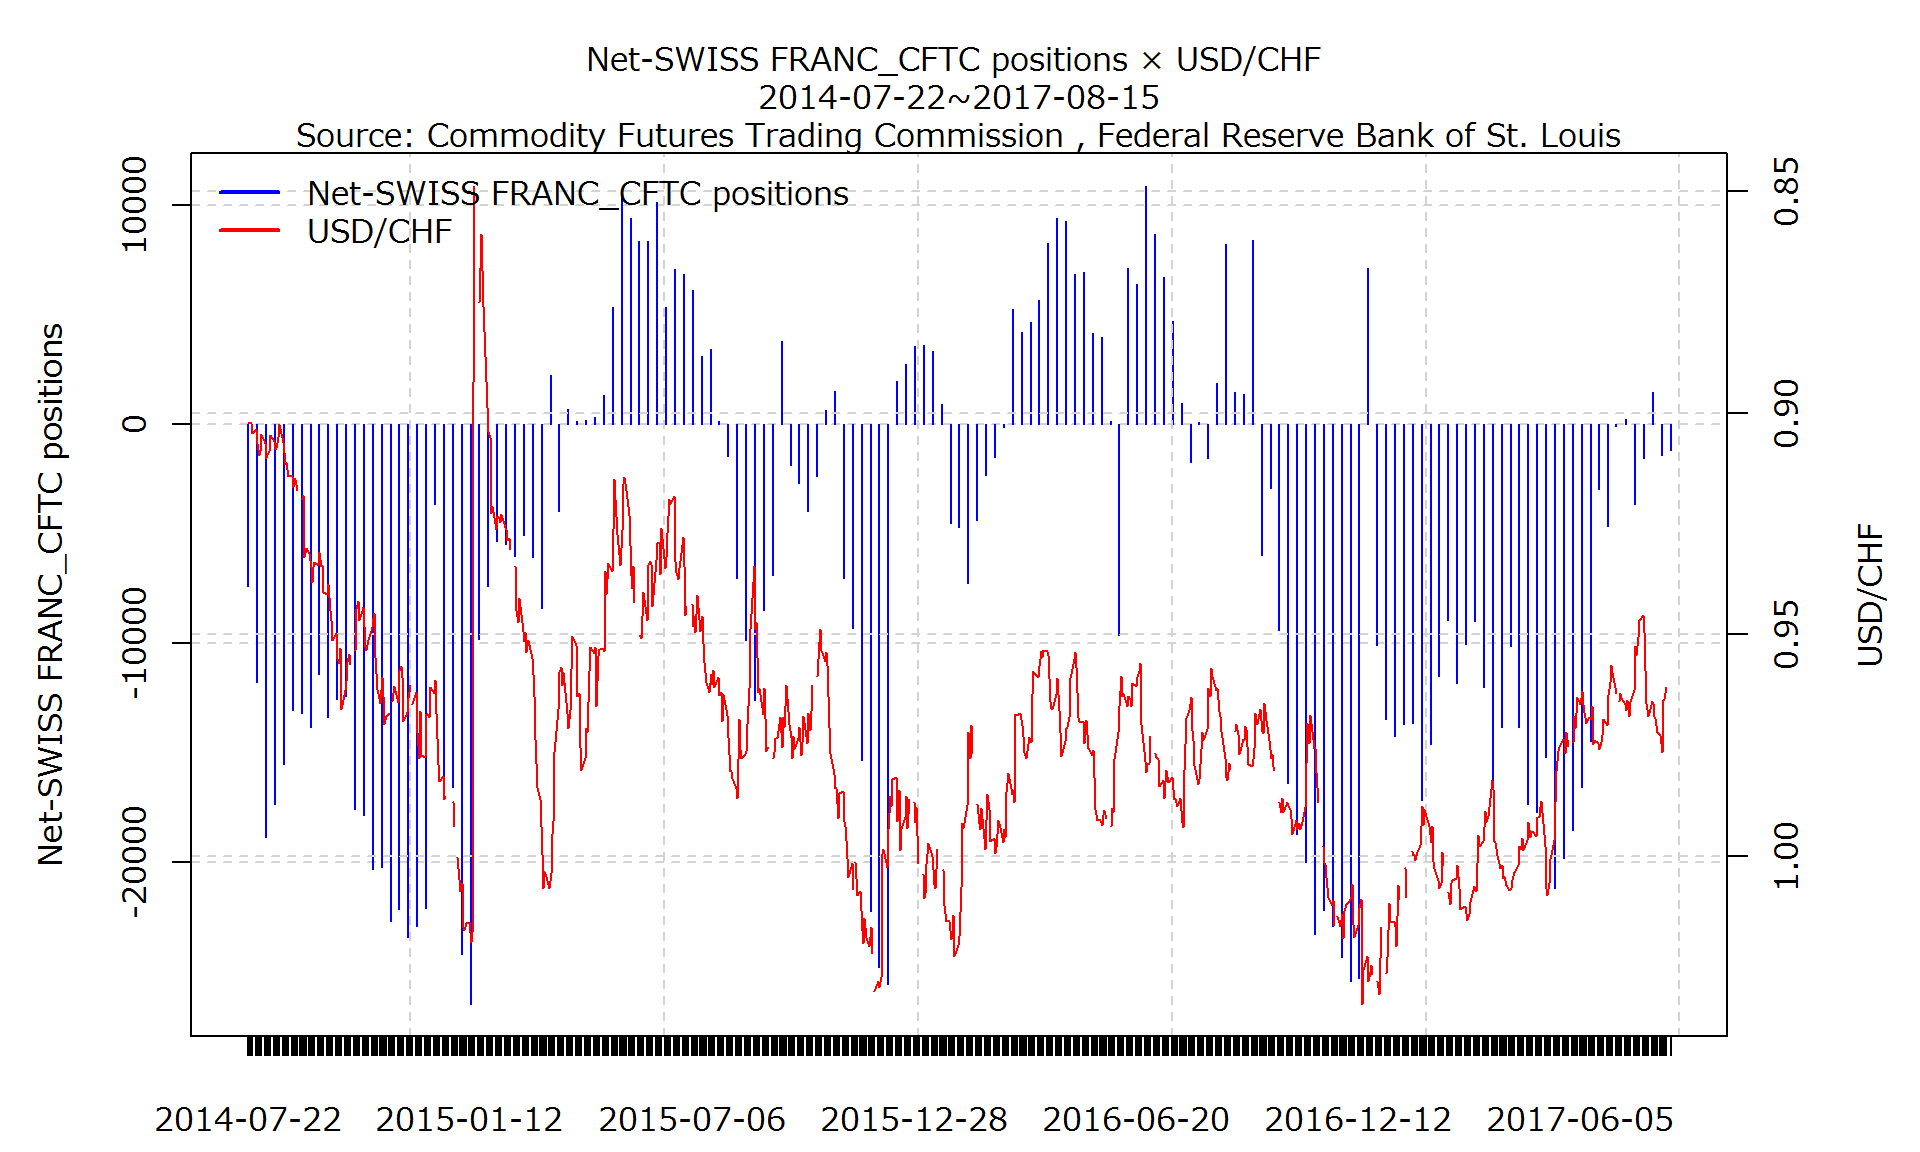 Net-SWISS FRANC_CFTC positions × USD/CHF
2014-07-22~2017-08-15
Source: Commodity Futures Trading Commission , Federal Reserve Bank of St. Louis
Net-SWISS FRANC_CFTC positions
USD/CHF
Net-SWISS FRANC_CFTC positions
10000
0
-10000
-20000
0.85
0.90
0.95
1.00
USD/CHF
2014-07-22 2015-01-12 2015-07-06 2015-12-28 2016-06-20 2016-12-12 2017-06-05